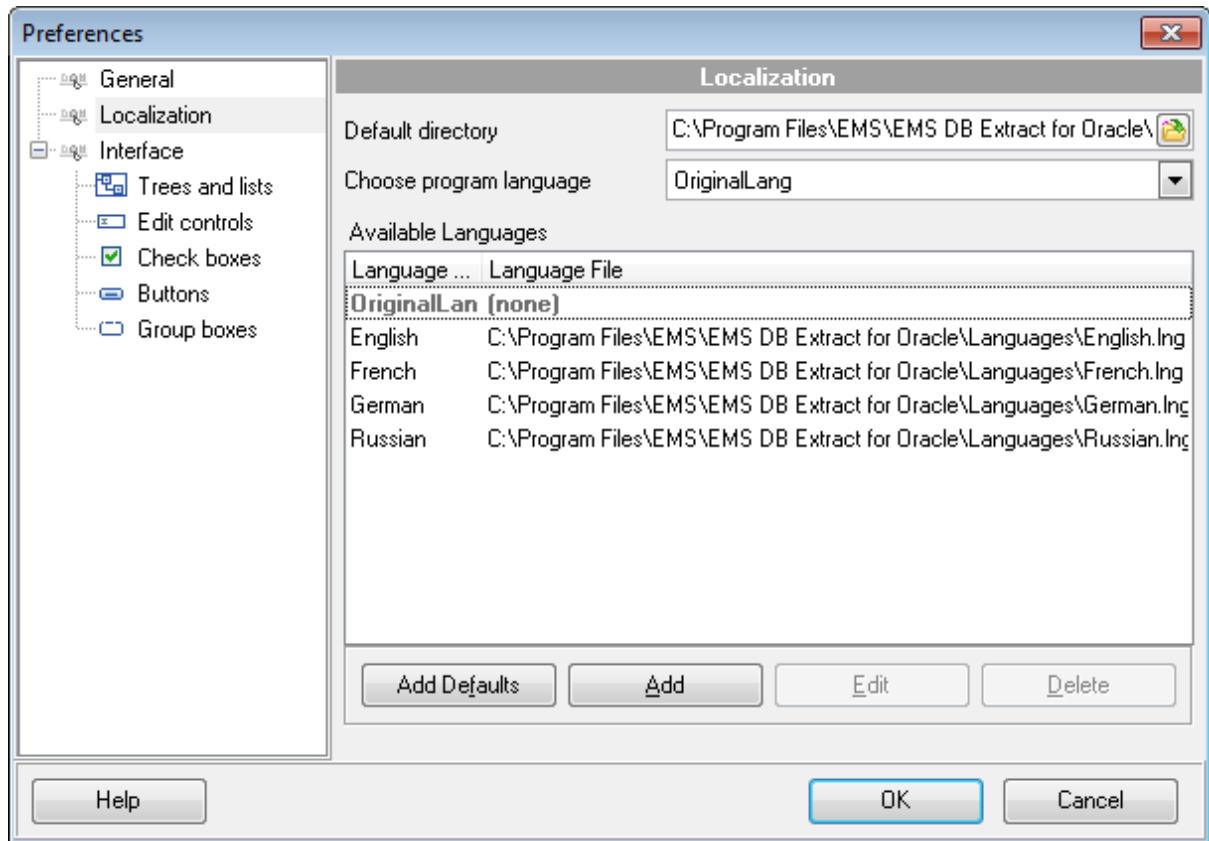 Preferences
General
Localization
Interface
Trees and lists
Edit controls
Check boxes
Buttons
Group boxes
Localization
Default directory
C:\Program Files\EMS\EMS DB Extract for Oracle\
Choose program language
OriginalLang
Available Languages
Language ... Language File
OriginalLan (none)
English C:\Program Files\EMS\EMS DB Extract for Oracle\Languages\English.lng
French C:\Program Files\EMS\EMS DB Extract for Oracle\Languages\French.lng
German C:\Program Files\EMS\EMS DB Extract for Oracle\Languages\German.lng
Russian C:\Program Files\EMS\EMS DB Extract for Oracle\Languages\Russian.lng
Add Defaults Add Edit Delete
Help OK Cancel